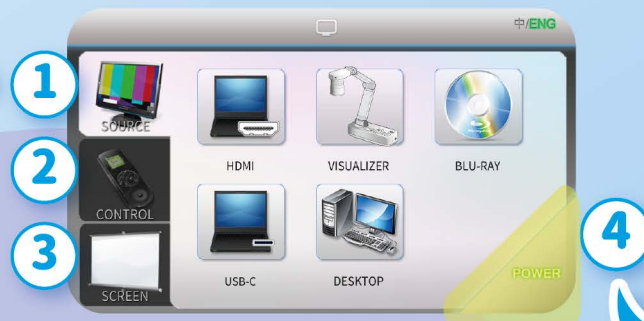 中/ENG
1
SOURCE
HDMI
VISUALIZER
BLU-RAY
2
CONTROL
4
3
SCREEN
USB-C
DESKTOP
POWER